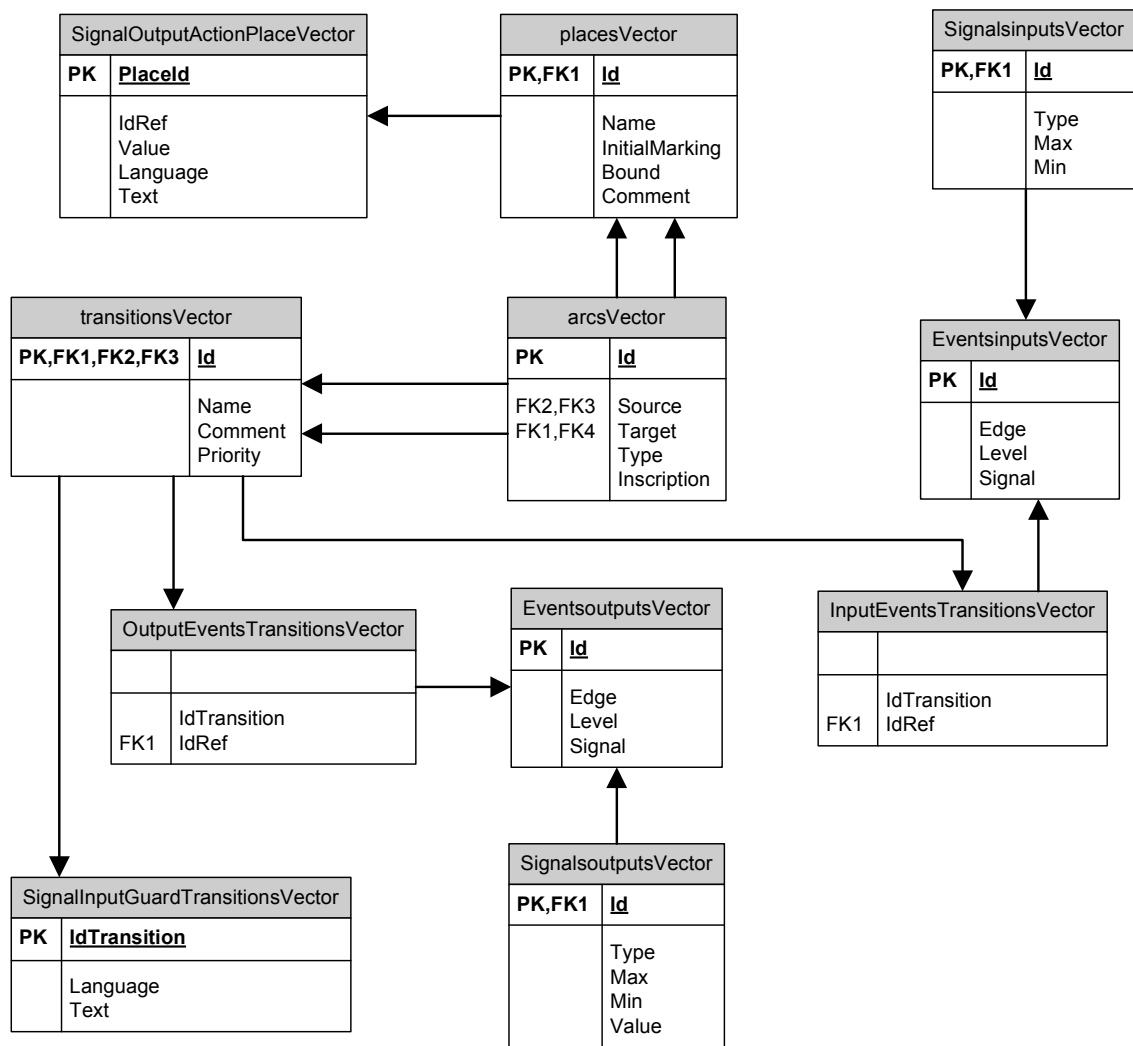 SignalOutputActionPlaceVector
PK PlaceId
IdRef
Value
Language
Text
placesVector
PK,FK1 Id
Name
InitialMarking
Bound
Comment
SignalsinputsVector
PK,FK1 Id
Type
Max
Min
transitionsVector
PK,FK1,FK2,FK3 Id
Name
Comment
Priority
arcsVector
PK Id
FK2,FK3 Source
FK1,FK4 Target
Type
Inscription
EventsinputsVector
PK Id
Edge
Level
Signal
OutputEventsTransitionsVector
IdTransition
FK1 IdRef
EventsoutputsVector
PK Id
Edge
Level
Signal
InputEventsTransitionsVector
IdTransition
FK1 IdRef
SignalInputGuardTransitionsVector
PK IdTransition
Language
Text
SignalsoutputsVector
PK,FK1 Id
Type
Max
Min
Value